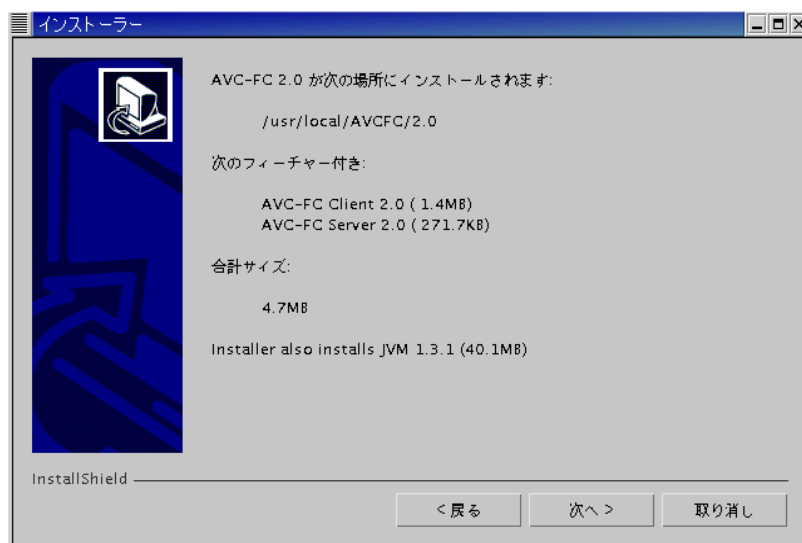 インストーラー
AVC-FC 2.0 が次の場所にインストールされます:
/usr/local/AVCFC/2.0
次のフィーチャー付き:
AVC-FC Client 2.0 ( 1.4MB)
AVC-FC Server 2.0 ( 271.7KB)
合計サイズ:
4.7MB
Installer also installs JVM 1.3.1 (40.1MB)
InstallShield
< 戻る
次へ >
取り消し